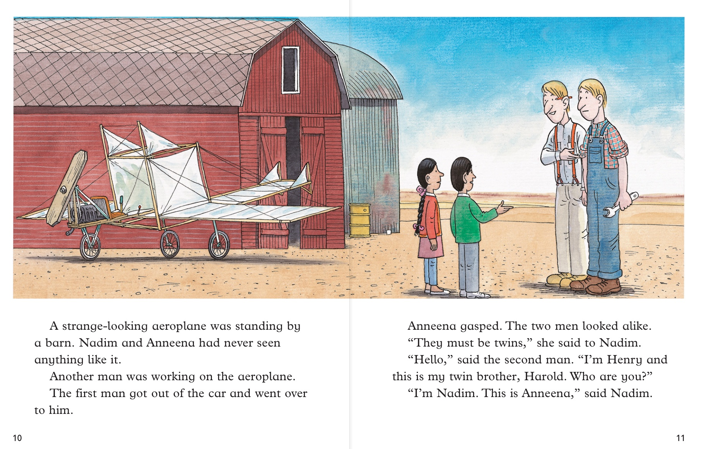 A strange-looking aeroplane was standing by
a barn. Nadim and Anneena had never seen
anything like it.
Another man was working on the aeroplane.
The first man got out of the car and went over
to him.
10
Anneena gasped. The two men looked alike.
“They must be twins,” she said to Nadim.
“Hello,” said the second man. “I’m Henry and
this is my twin brother, Harold. Who are you?”
“I’m Nadim. This is Anneena,” said Nadim.
11